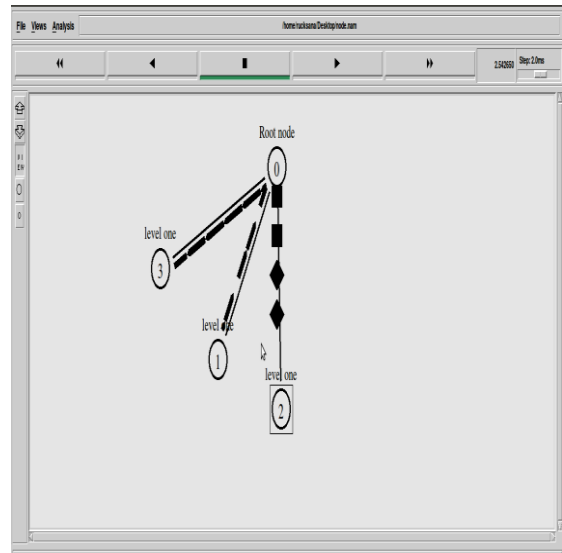 File Views Analysis /home/rucksana/Desktop/node.nam
2.542650 Step: 2.0ms
Root node
0
level one
3
level one
1
level one
2